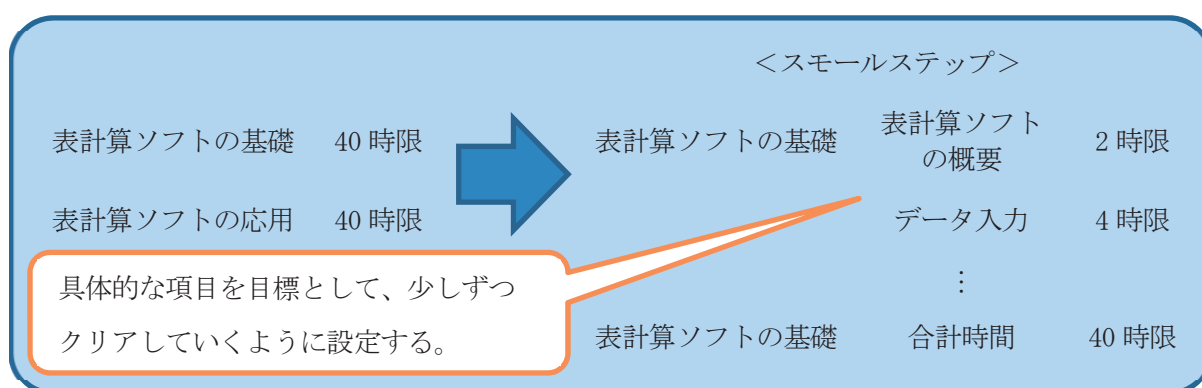 ＜スモールステップ＞
表計算ソフトの基礎 40 時限
表計算ソフトの応用 40 時限
具体的な項目を目標として、少しずつ
クリアしていくように設定する。
表計算ソフトの基礎 表計算ソフト
の概要 2 時限
データ入力 4 時限
⋮
表計算ソフトの基礎 合計時間 40 時限